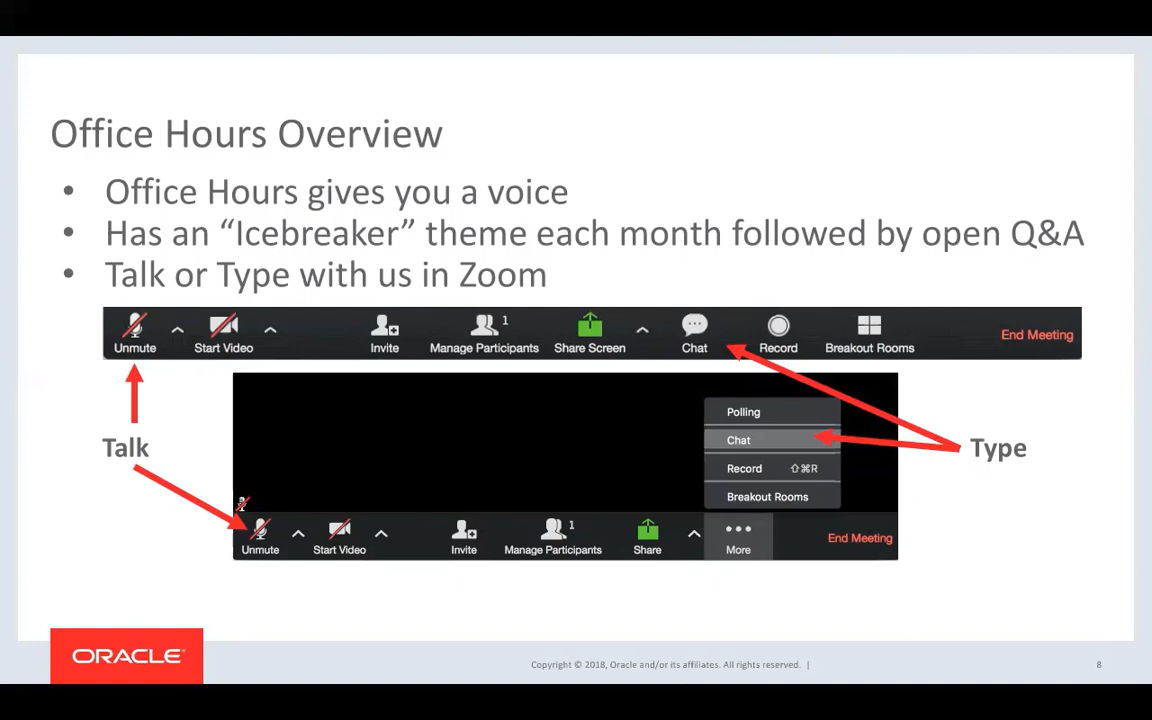 Office Hours Overview
• Office Hours gives you a voice
• Has an “Icebreaker” theme each month followed by open Q&A
• Talk or Type with us in Zoom
Unmute Start Video Invite Manage Participants 1 Share Screen Chat Record Breakout Rooms End Meeting
Polling
Chat
Talk
Type
Record ⇧⌘R
Breakout Rooms
Unmute Start Video Invite Manage Participants 1 Share More End Meeting
ORACLE®
Copyright © 2018, Oracle and/or its affiliates. All rights reserved. |
8